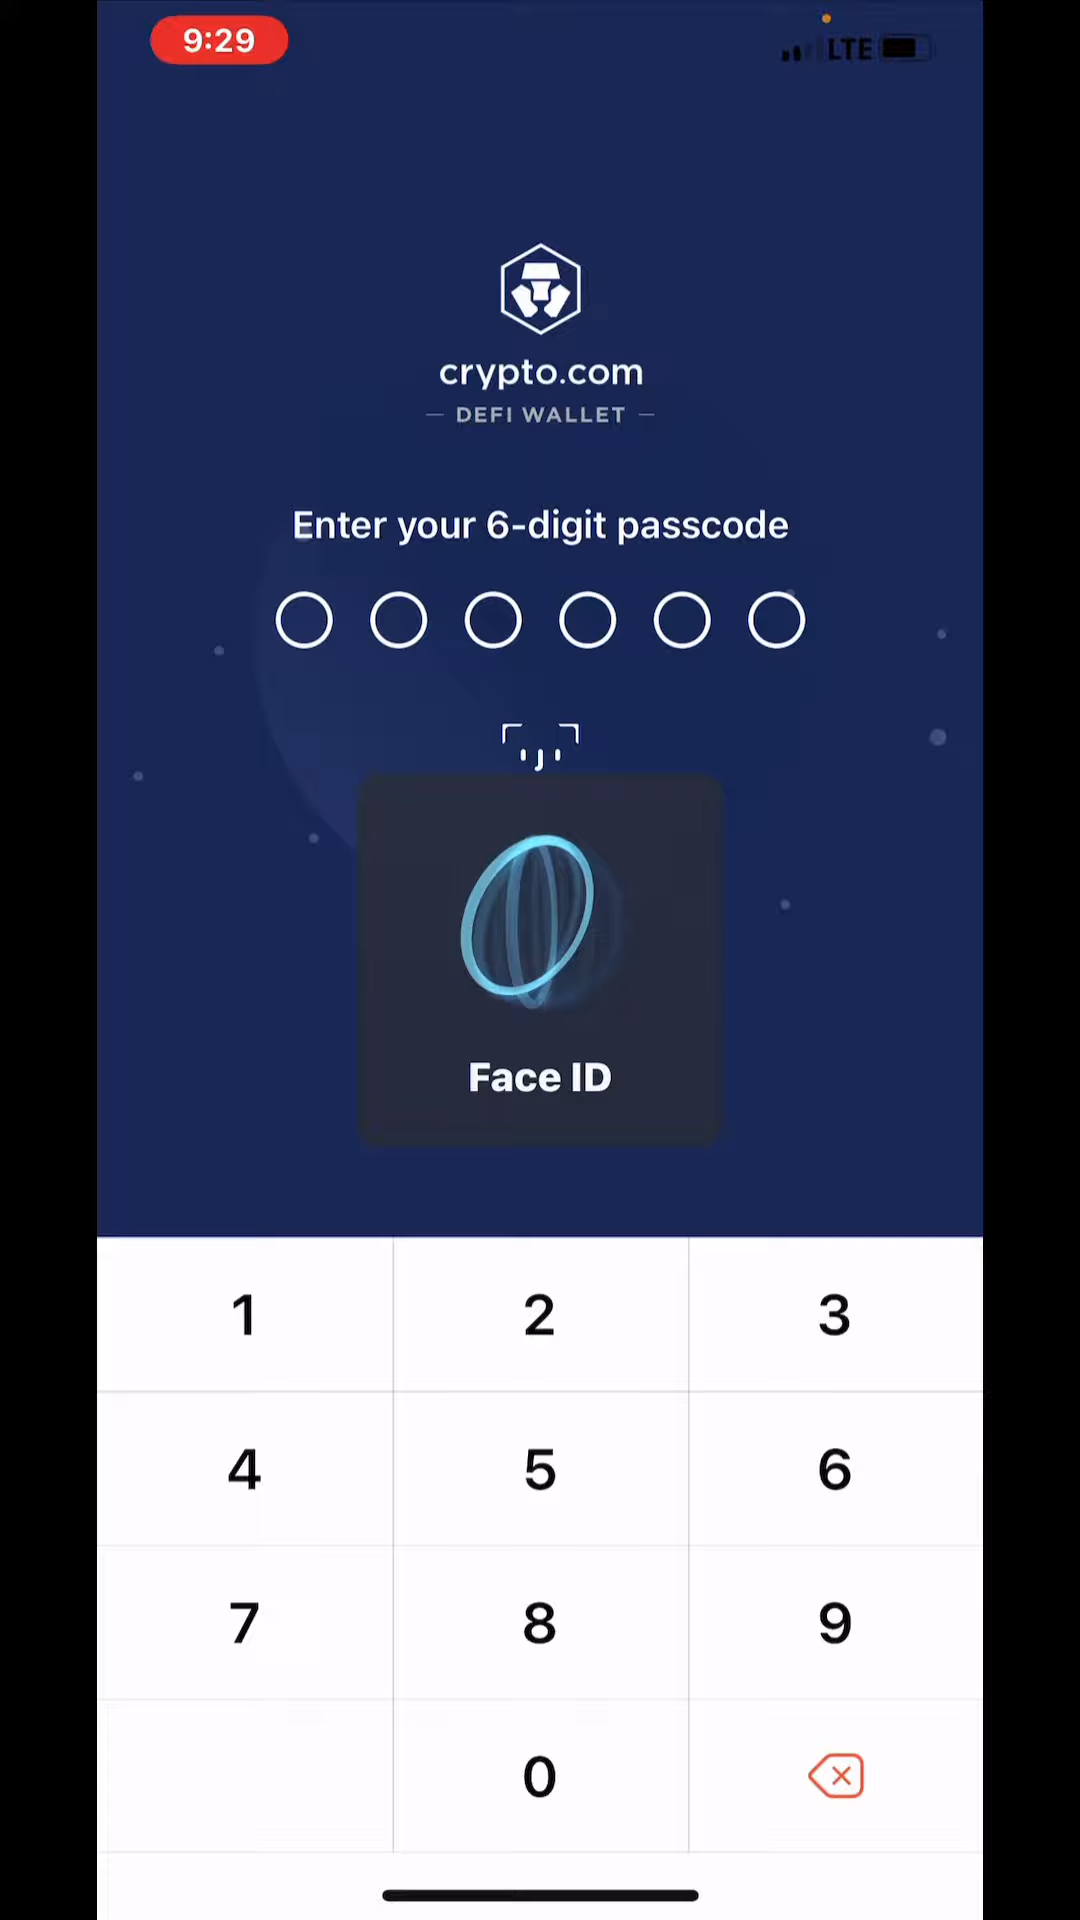 9:29
LTE
crypto.com
DEFI WALLET
Enter your 6-digit passcode
Face ID
1 2 3
4 5 6
7 8 9
0